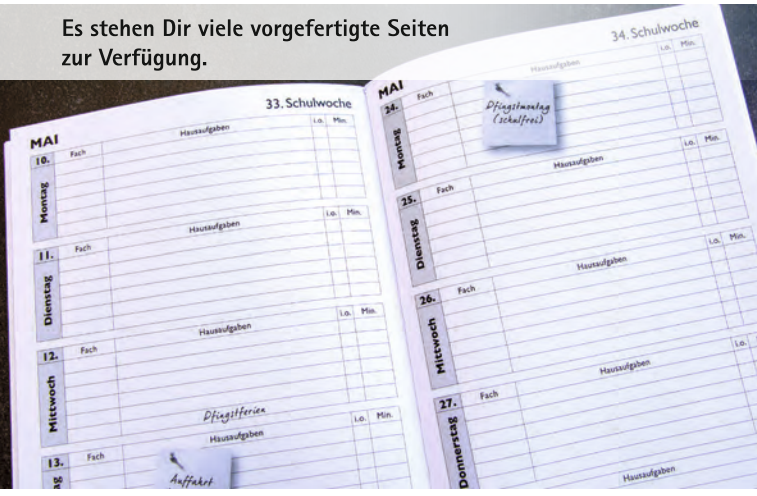 Es stehen Dir viele vorgefertigte Seiten
zur Verfügung.
33. Schulwoche
MAI
10.
Fach
Hausaufgaben
i.o.
Min.
Montag
11.
Fach
Hausaufgaben
i.o.
Min.
Dienstag
12.
Fach
Hausaufgaben
i.o.
Min.
Mittwoch
Pfingstferien
13.
Fach
Hausaufgaben
i.o.
Min.
ag
Auffahrt
34. Schulwoche
MAI
24.
Fach
Hausaufgaben
i.o.
Min.
Montag
Pfingstmontag
(schulfrei)
25.
Fach
Hausaufgaben
i.o.
Min.
Dienstag
26.
Fach
Hausaufgaben
i.o.
Min.
Mittwoch
27.
Fach
Hausaufgaben
i.o.
Donnerstag
Hausaufgaben